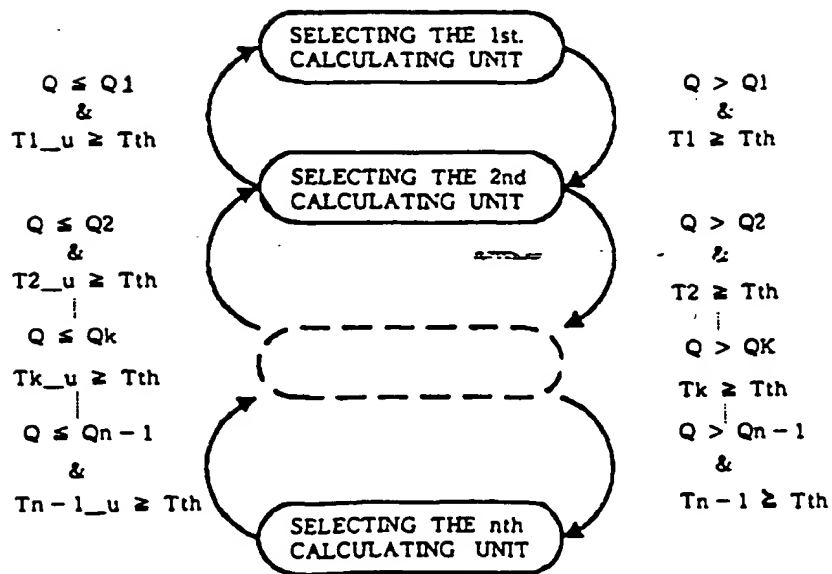 SELECTING THE 1st.
CALCULATING UNIT
Q ≦ Q1
&
T1_u ≧ Tth
Q > Q1
&
T1 ≧ Tth
SELECTING THE 2nd
CALCULATING UNIT
Q ≦ Q2
&
T2_u ≧ Tth
Q > Q2
&
T2 ≧ Tth
Q ≦ Qk
Tk_u ≧ Tth
Q > QK
Tk ≧ Tth
Q ≦ Qn-1
&
Tn-1_u ≧ Tth
Q > Qn-1
&
Tn-1 ≧ Tth
SELECTING THE nth
CALCULATING UNIT